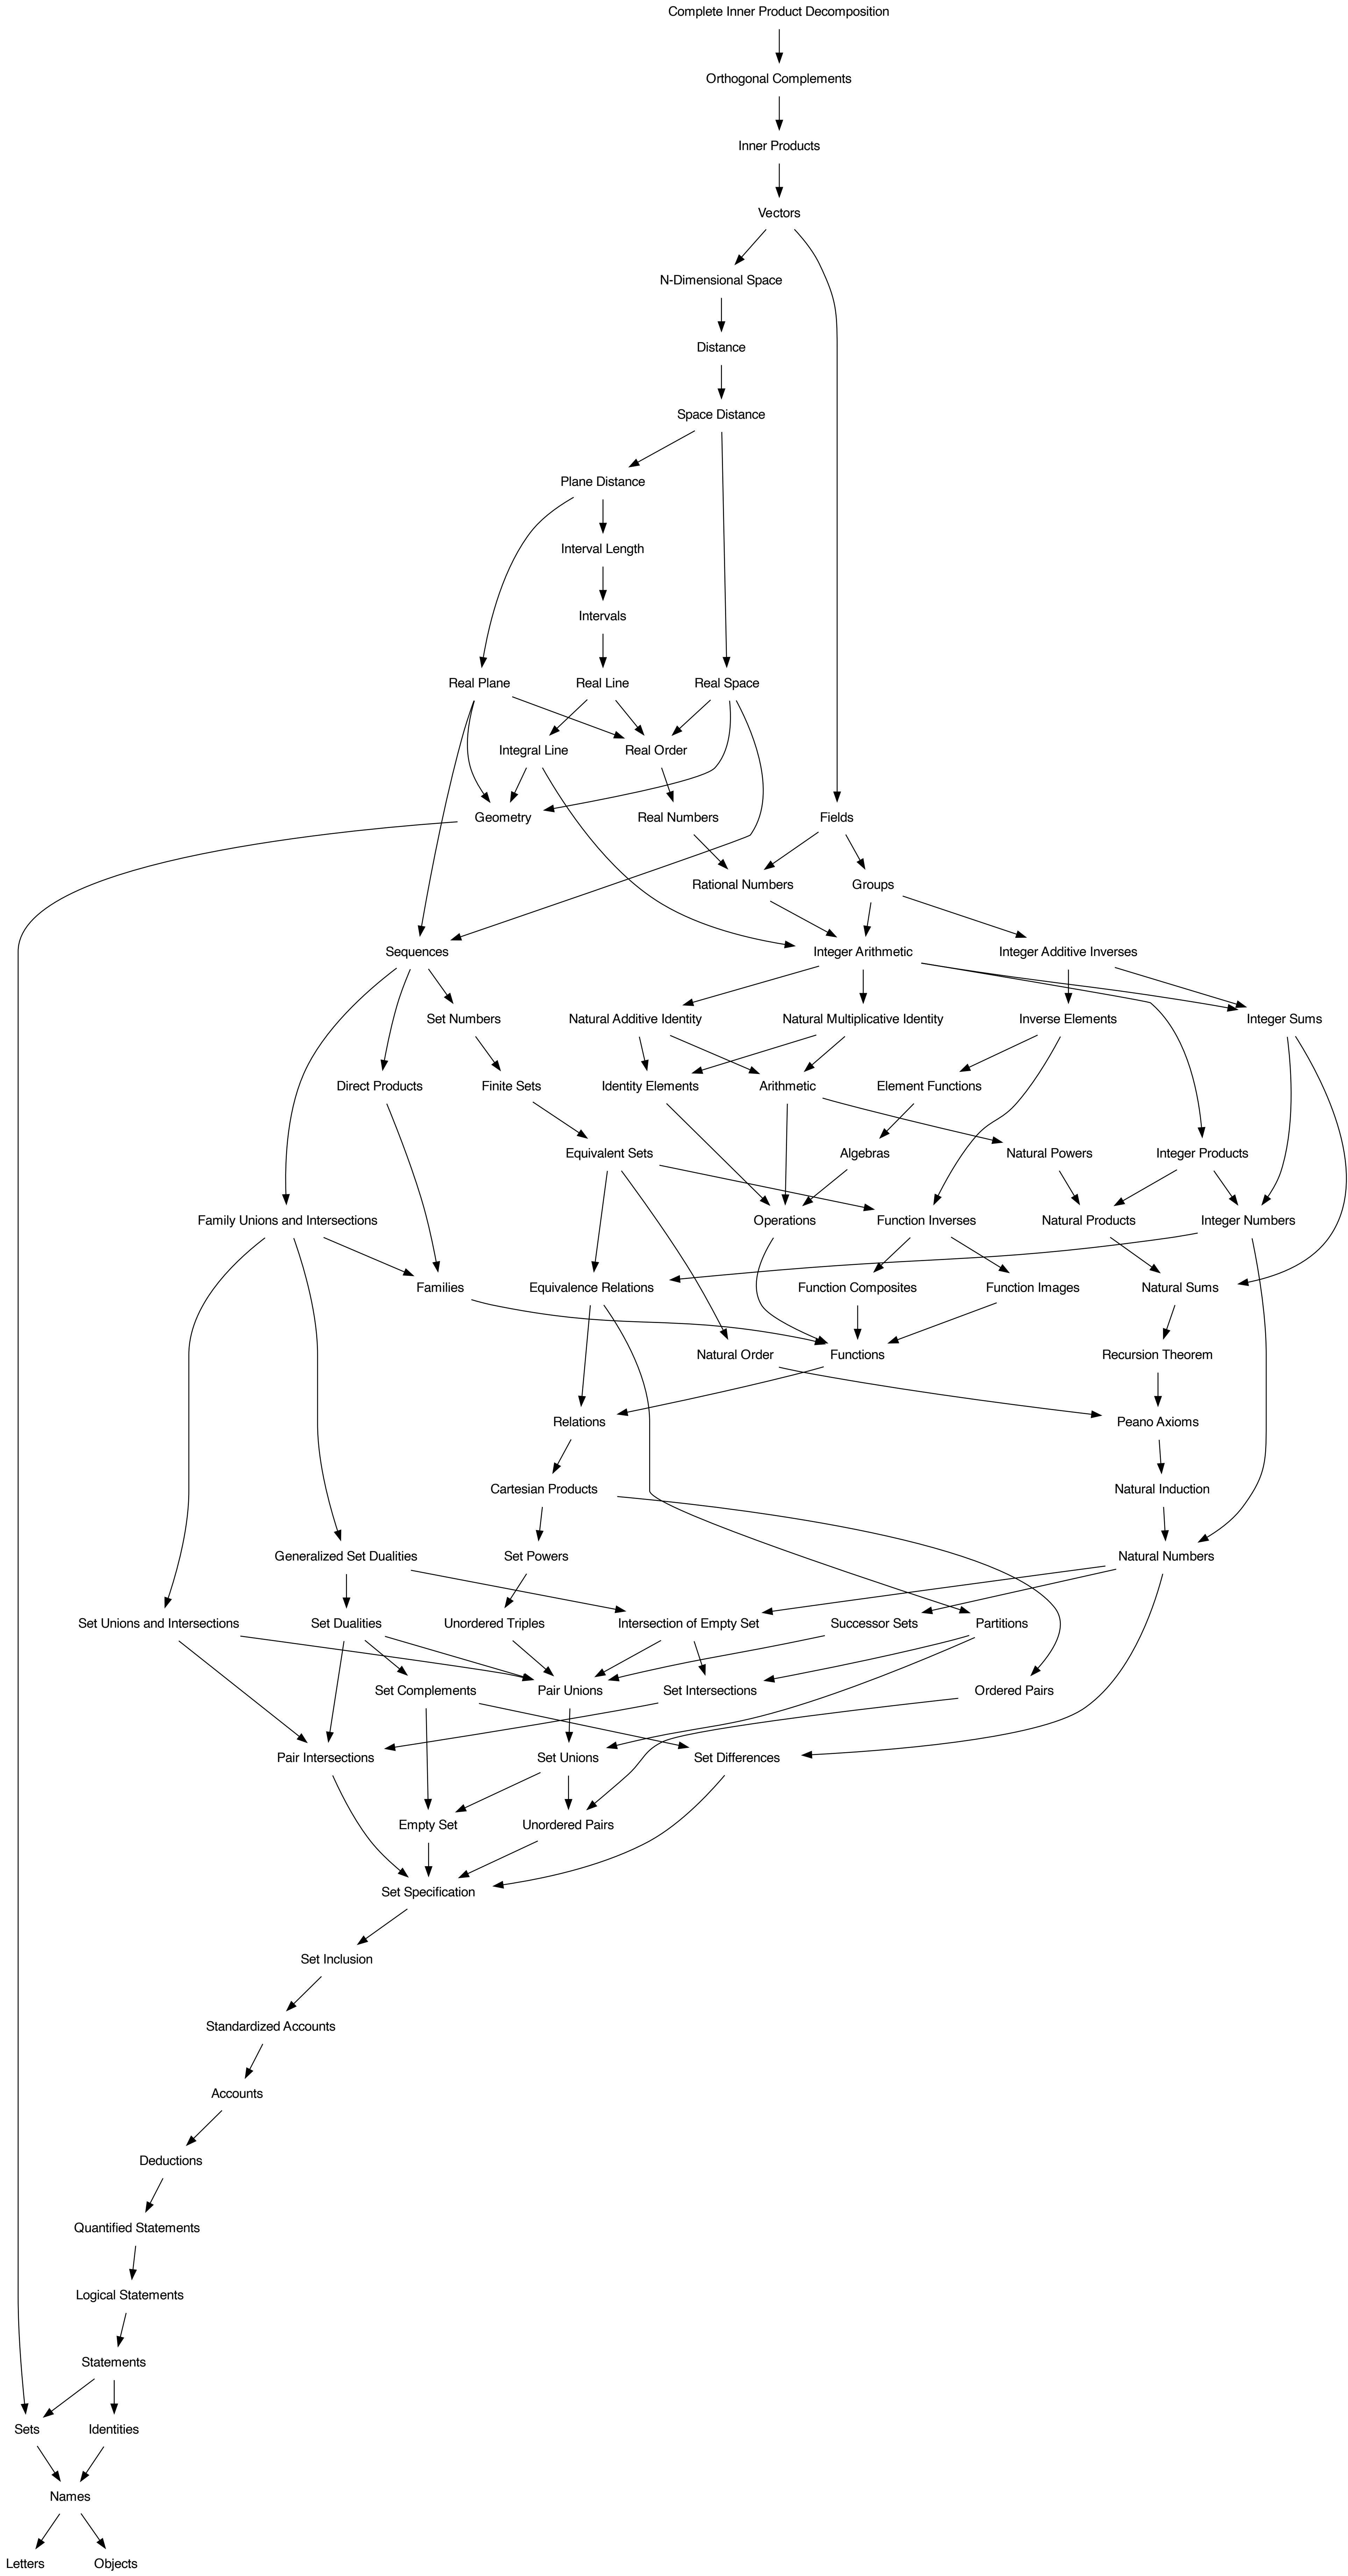 Complete Inner Product Decomposition
Orthogonal Complements
Inner Products
Vectors
N-Dimensional Space
Distance
Space Distance
Plane Distance
Interval Length
Intervals
Real Plane
Real Line
Real Space
Integral Line
Real Order
Geometry
Real Numbers
Fields
Rational Numbers
Groups
Sequences
Integer Arithmetic
Integer Additive Inverses
Set Numbers
Natural Additive Identity
Natural Multiplicative Identity
Inverse Elements
Integer Sums
Direct Products
Finite Sets
Identity Elements
Arithmetic
Element Functions
Equivalent Sets
Algebras
Natural Powers
Integer Products
Family Unions and Intersections
Operations
Function Inverses
Natural Products
Integer Numbers
Families
Equivalence Relations
Function Composites
Function Images
Natural Sums
Natural Order
Functions
Recursion Theorem
Relations
Peano Axioms
Cartesian Products
Natural Induction
Generalized Set Dualities
Set Powers
Natural Numbers
Set Unions and Intersections
Set Dualities
Unordered Triples
Intersection of Empty Set
Successor Sets
Partitions
Set Complements
Pair Unions
Set Intersections
Ordered Pairs
Pair Intersections
Set Unions
Set Differences
Empty Set
Unordered Pairs
Set Specification
Set Inclusion
Standardized Accounts
Accounts
Deductions
Quantified Statements
Logical Statements
Statements
Sets
Identities
Names
Letters
Objects